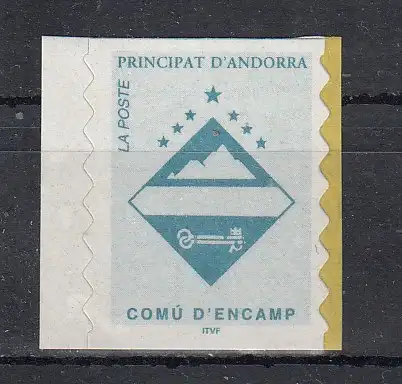 PRINCIPAT D'ANDORRA
LA POSTE
COMÚ D'ENCAMP
ITVF